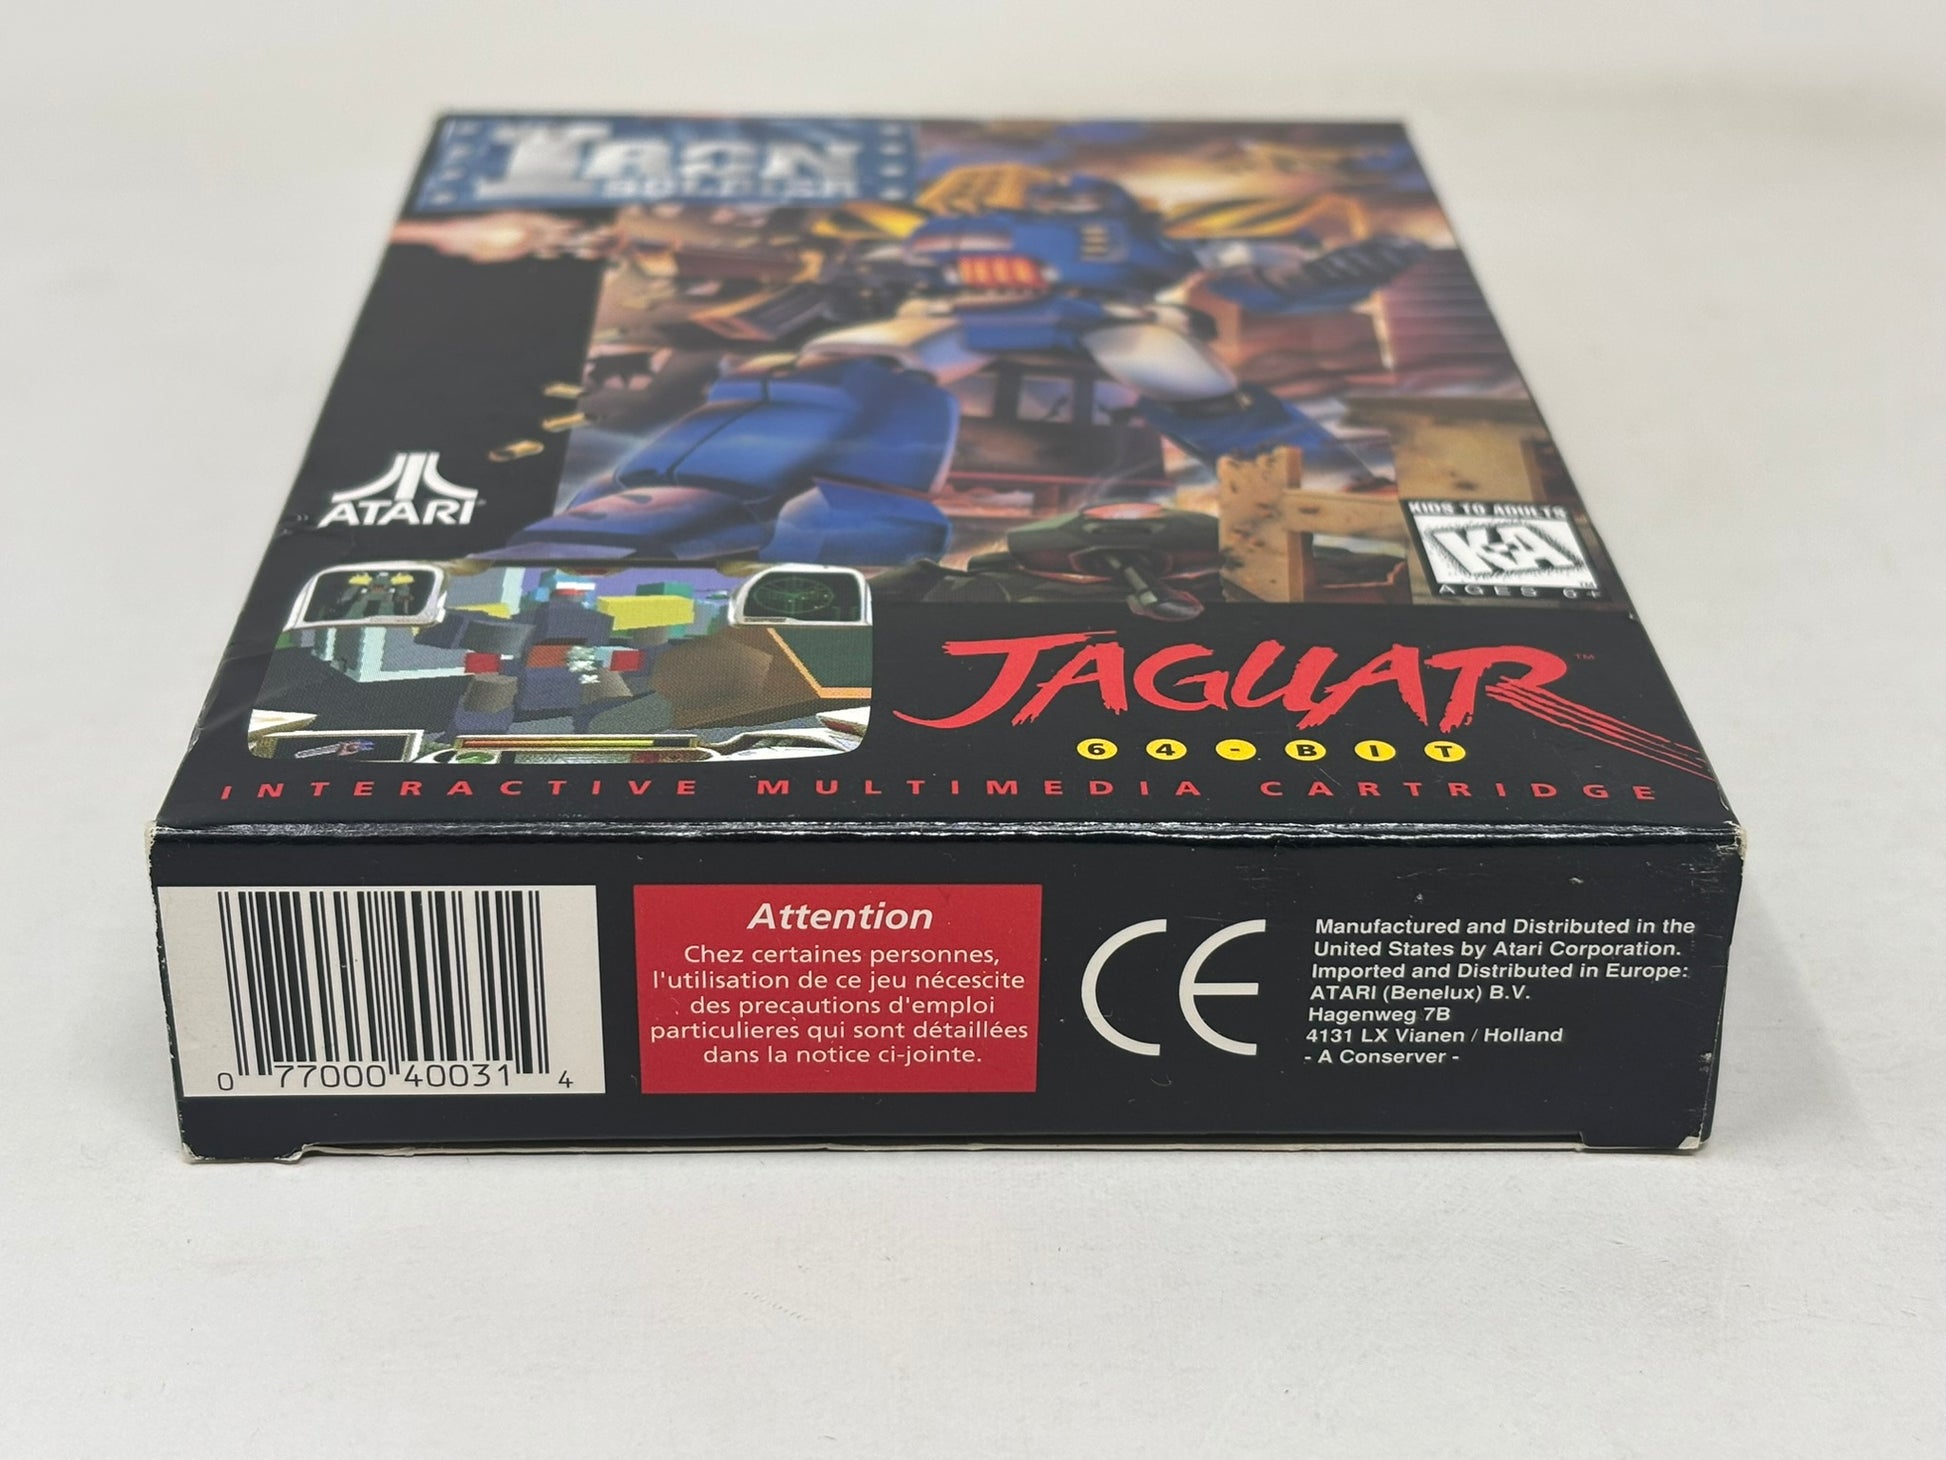 IRON
SOLDIER
ATARI
KIDS TO ADULTS
K-A
TM
AGES 6+
JAGUAR™
64-BIT
INTERACTIVE MULTIMEDIA CARTRIDGE
0 77000 40031 4
Attention
Chez certaines personnes,
l'utilisation de ce jeu nécescite
des precautions d'emploi
particulieres qui sont détaillées
dans la notice ci-jointe.
CE
Manufactured and Distributed in the
United States by Atari Corporation.
Imported and Distributed in Europe:
ATARI (Benelux) B.V.
Hagenweg 7B
4131 LX Vianen / Holland
- A Conserver -